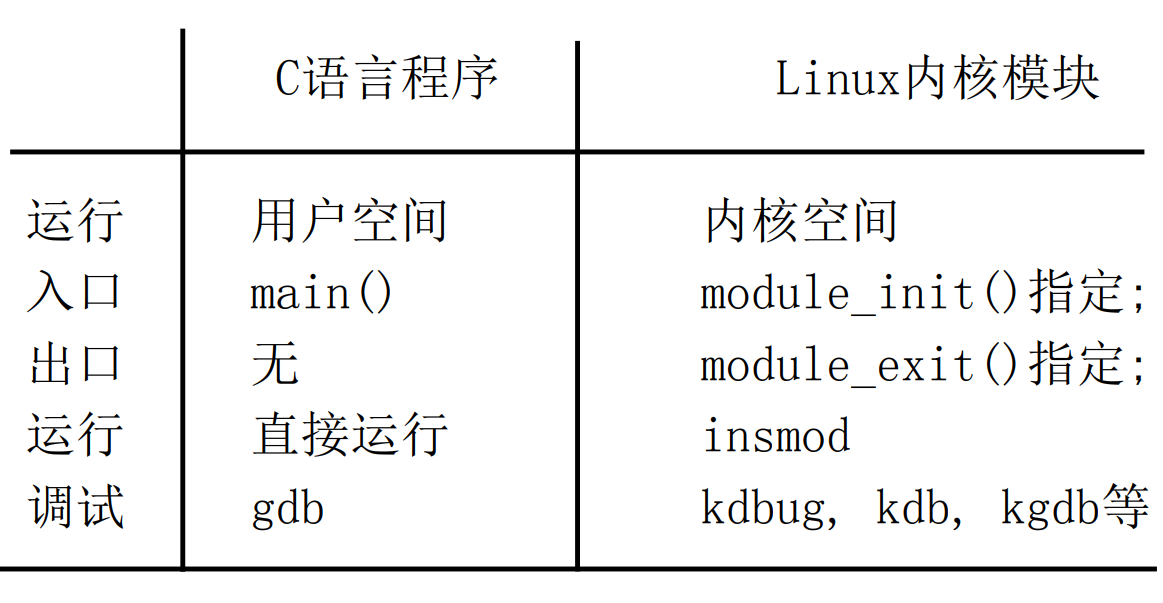 C语言程序 Linux内核模块
运行 用户空间 内核空间
入口 main() module_init()指定;
出口 无 module_exit()指定;
运行 直接运行 insmod
调试 gdb kdbug, kdb, kgdb等